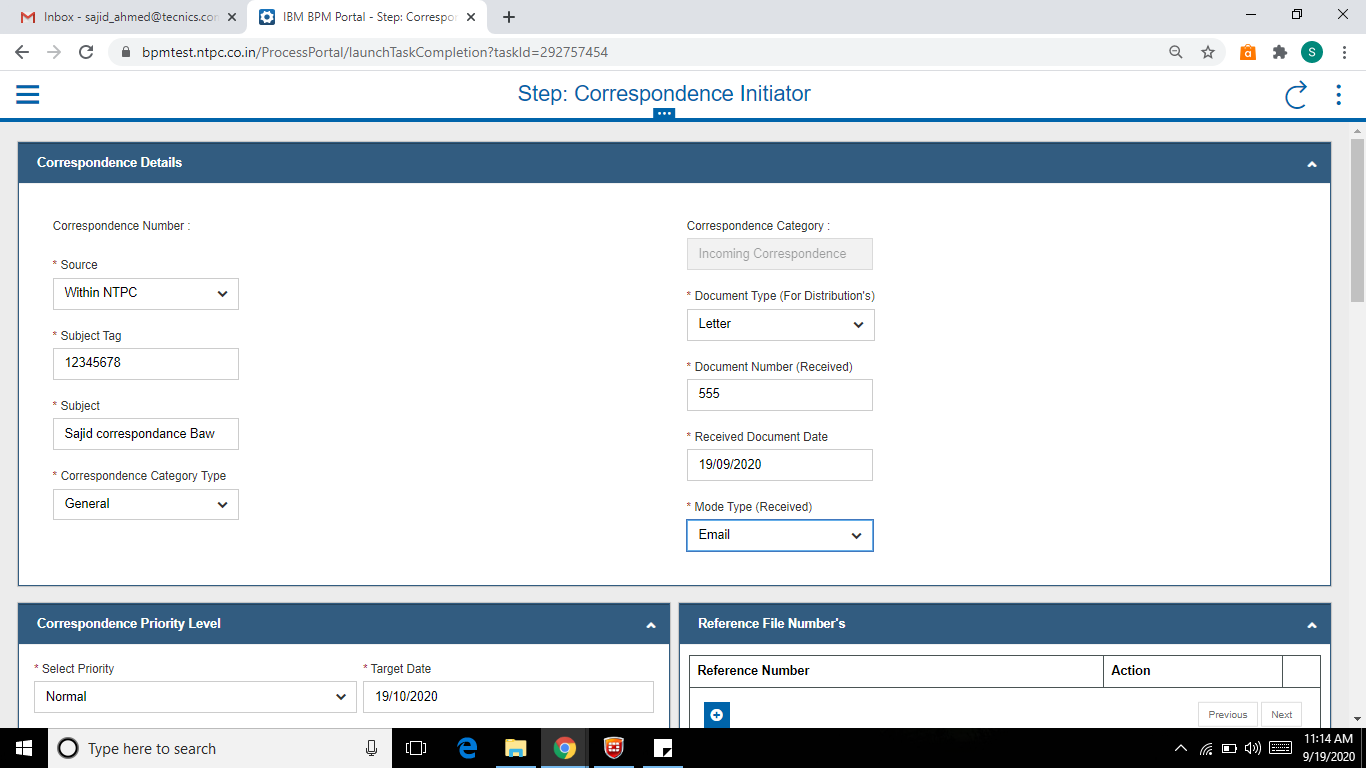 Inbox - sajid_ahmed@tecnics.con
IBM BPM Portal - Step: Correspor
bpmtest.ntpc.co.in/ProcessPortal/launchTaskCompletion?taskId=292757454
S
Step: Correspondence Initiator
Correspondence Details
Correspondence Number :
Correspondence Category :
Incoming Correspondence
* Source
Within NTPC
* Document Type (For Distribution's)
Letter
* Subject Tag
12345678
* Document Number (Received)
555
* Subject
Sajid correspondance Baw
* Received Document Date
19/09/2020
* Correspondence Category Type
General
* Mode Type (Received)
Email
Correspondence Priority Level
* Select Priority
Normal
* Target Date
19/10/2020
Reference File Number's
Reference Number
Action
Previous
Next
Type here to search
11:14 AM
9/19/2020